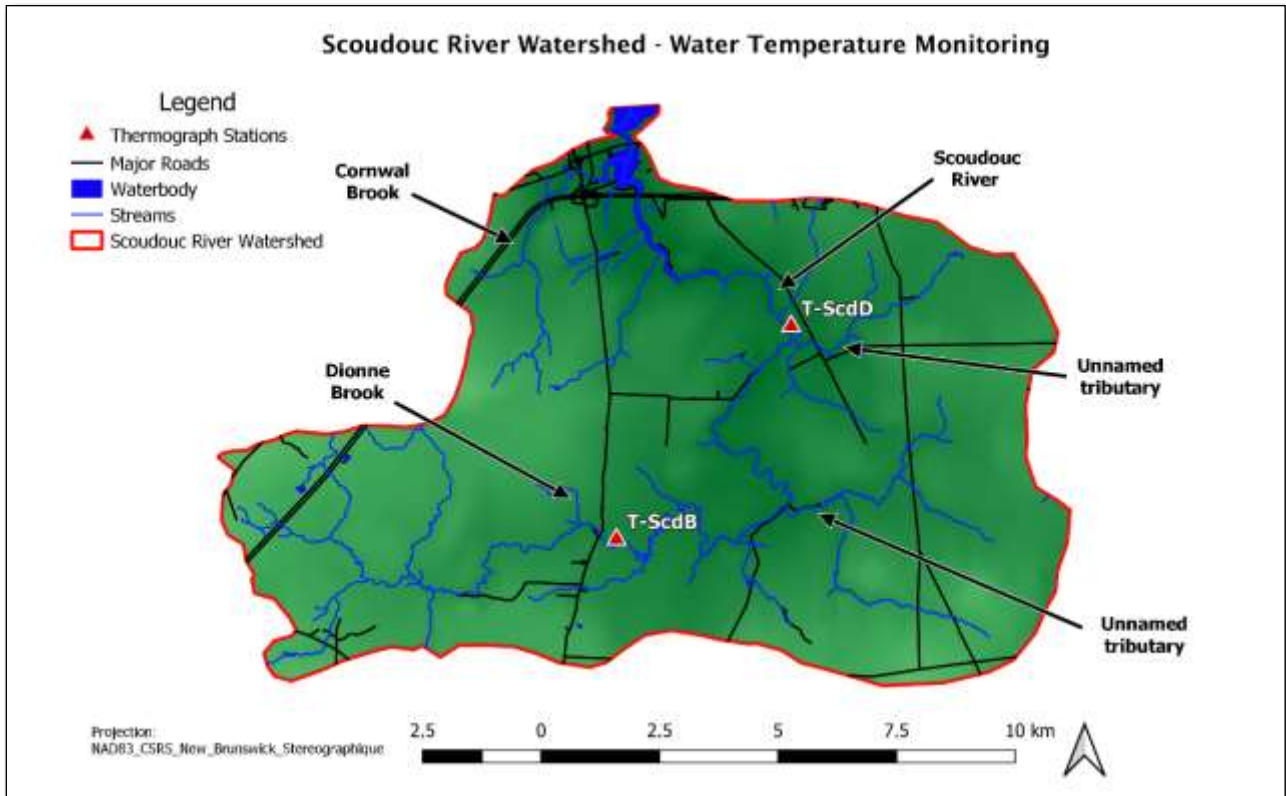 Scoudouc River Watershed - Water Temperature Monitoring
Legend
Thermograph Stations
Major Roads
Waterbody
Streams
Scoudouc River Watershed
Cornwal
Brook
Scoudouc
River
T-ScdD
Unnamed
tributary
Dionne
Brook
T-ScdB
Unnamed
tributary
Projection:
NAD83_CSRS_New_Brunswick_Stereographique
2.5 0 2.5 5 7.5 10 km